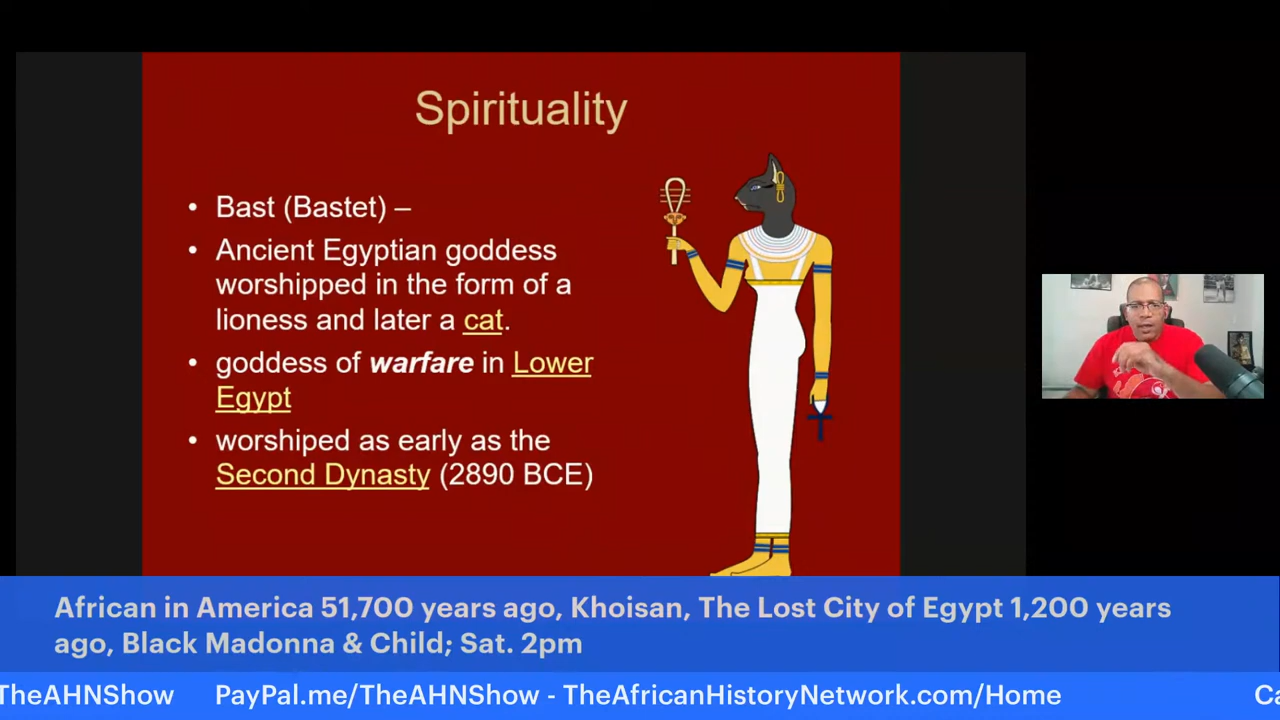 Spirituality
• Bast (Bastet) –
• Ancient Egyptian goddess
worshipped in the form of a
lioness and later a cat.
• goddess of warfare in Lower
Egypt
• worshiped as early as the
Second Dynasty (2890 BCE)
African in America 51,700 years ago, Khoisan, The Lost City of Egypt 1,200 years
ago, Black Madonna & Child; Sat. 2pm
TheAHNShow PayPal.me/TheAHNShow - TheAfricanHistoryNetwork.com/Home Ca